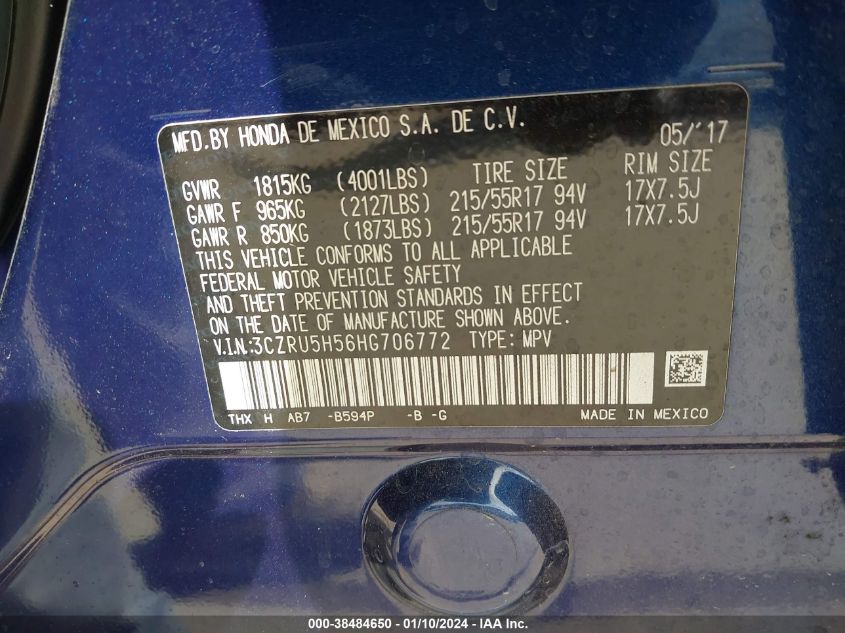 MFD.BY HONDA DE MEXICO S.A. DE C.V. 05/'17
GVWR 1815KG (4001LBS) TIRE SIZE RIM SIZE
GAWR F 965KG (2127LBS) 215/55R17 94V 17X7.5J
GAWR R 850KG (1873LBS) 215/55R17 94V 17X7.5J
THIS VEHICLE CONFORMS TO ALL APPLICABLE
FEDERAL MOTOR VEHICLE SAFETY
AND THEFT PREVENTION STANDARDS IN EFFECT
ON THE DATE OF MANUFACTURE SHOWN ABOVE.
V.I.N:3CZRU5H56HG706772 TYPE: MPV
THX H AB7 -B594P -B -G MADE IN MEXICO
000-38484650 - 01/10/2024 - IAAI.com